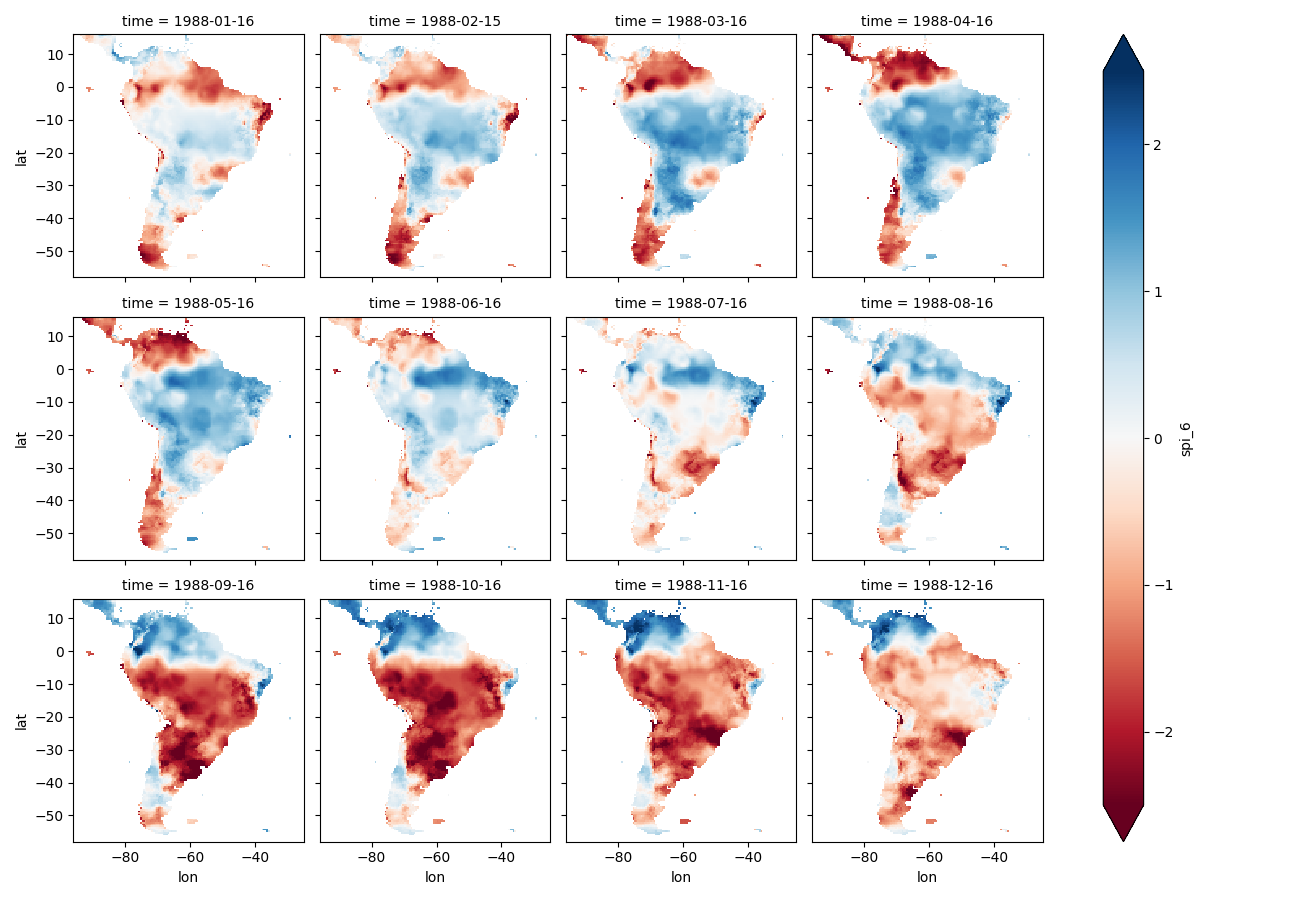 time = 1988-01-16
time = 1988-02-15
time = 1988-03-16
time = 1988-04-16
lat
10
0
−10
−20
−30
−40
−50
time = 1988-05-16
time = 1988-06-16
time = 1988-07-16
time = 1988-08-16
lat
10
0
−10
−20
−30
−40
−50
time = 1988-09-16
time = 1988-10-16
time = 1988-11-16
time = 1988-12-16
lat
10
0
−10
−20
−30
−40
−50
−80 −60 −40
−80 −60 −40
−80 −60 −40
−80 −60 −40
lon
lon
lon
lon
2
1
0
−1
−2
spi_6